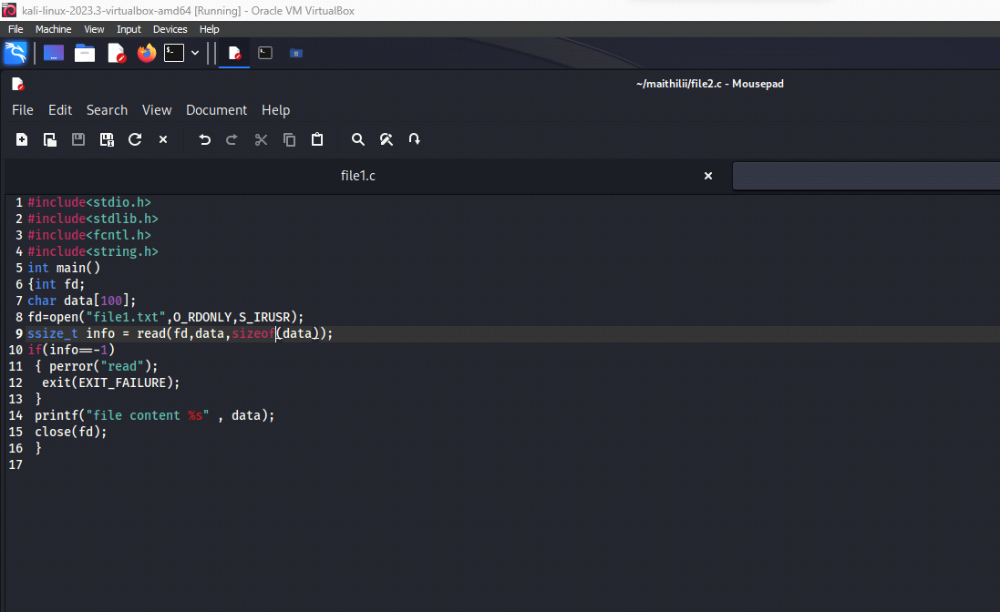 kali-linux-2023.3-virtualbox-amd64 [Running] - Oracle VM VirtualBox
File Machine View Input Devices Help
~/maithilii/file2.c - Mousepad
File Edit Search View Document Help
file1.c
1 #include<stdio.h>
2 #include<stdlib.h>
3 #include<fcntl.h>
4 #include<string.h>
5 int main()
6 {int fd;
7 char data[100];
8 fd=open("file1.txt",O_RDONLY,S_IRUSR);
9 ssize_t info = read(fd,data,sizeof(data));
10 if(info==-1)
11 { perror("read");
12 exit(EXIT_FAILURE);
13 }
14 printf("file content %s" , data);
15 close(fd);
16 }
17